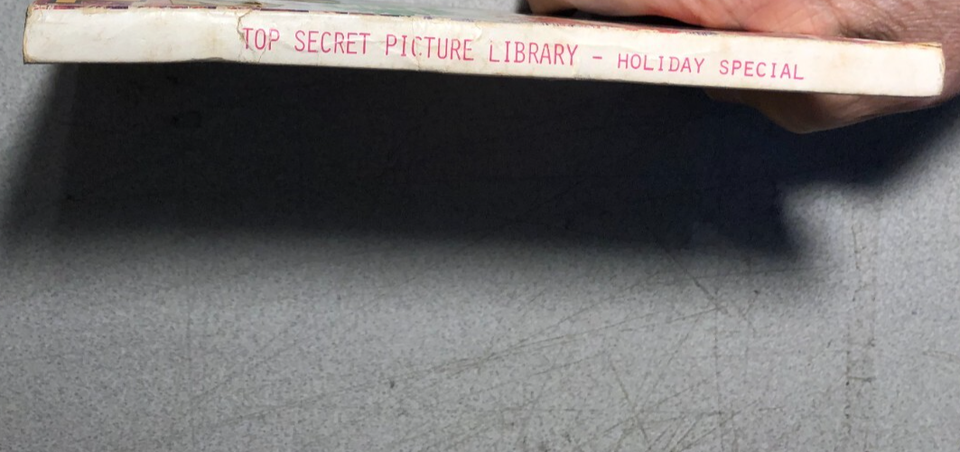 TOP SECRET PICTURE LIBRARY - HOLIDAY SPECIAL